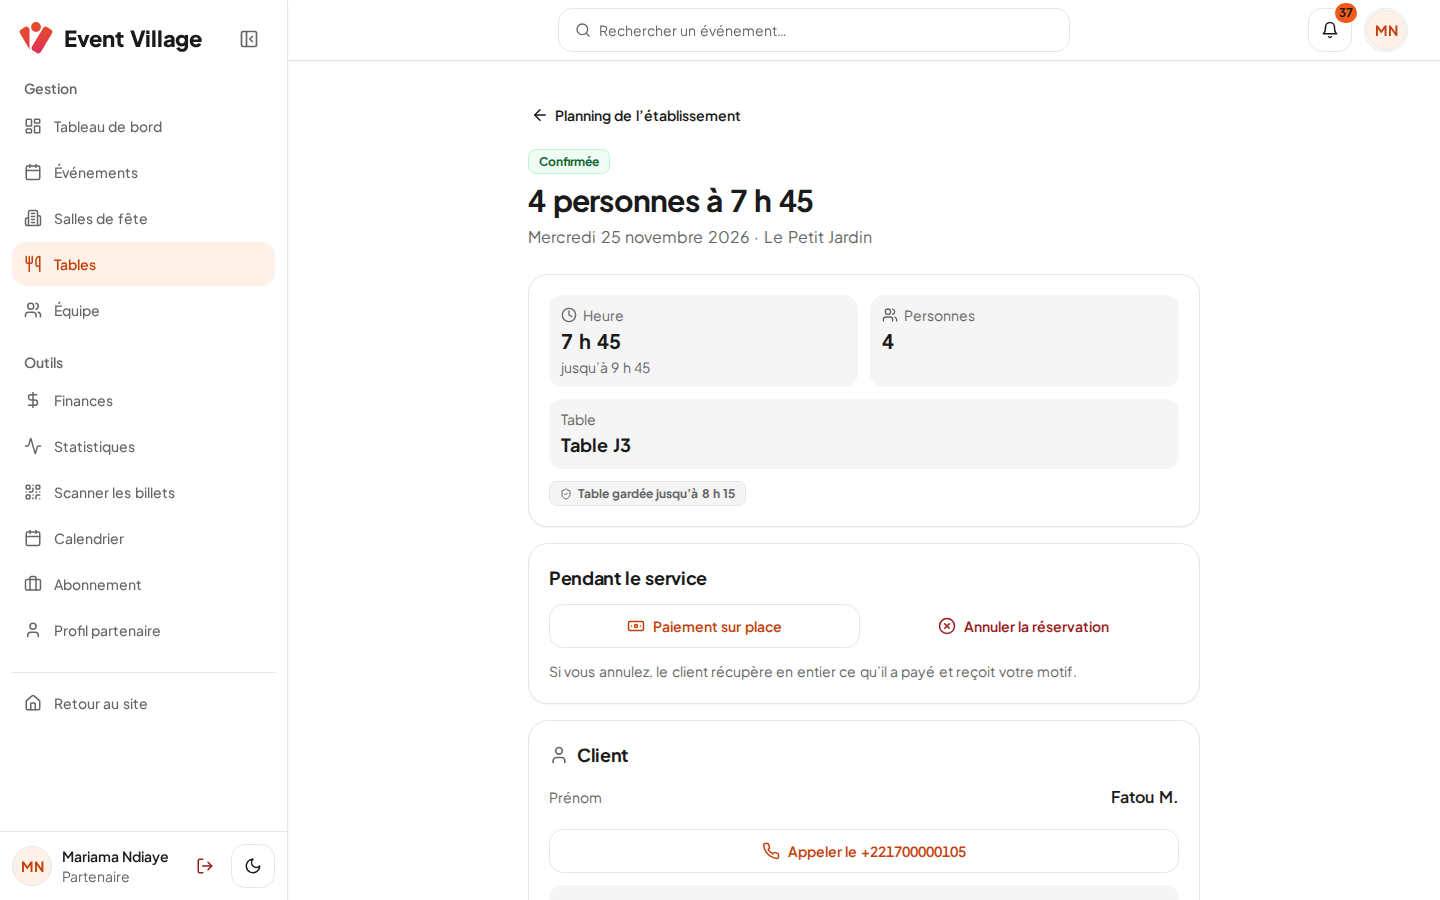 Event Village
Rechercher un événement…
37
MN
Gestion
Tableau de bord
Événements
Salles de fête
Tables
Équipe
Outils
Finances
Statistiques
Scanner les billets
Calendrier
Abonnement
Profil partenaire
Retour au site
MN
Mariama Ndiaye
Partenaire
Planning de l’établissement
Confirmée
4 personnes à 7 h 45
Mercredi 25 novembre 2026 · Le Petit Jardin
Heure
7 h 45
jusqu’à 9 h 45
Personnes
4
Table
Table J3
Table gardée jusqu’à 8 h 15
Pendant le service
Paiement sur place
Annuler la réservation
Si vous annulez, le client récupère en entier ce qu’il a payé et reçoit votre motif.
Client
Prénom
Fatou M.
Appeler le +221700000105